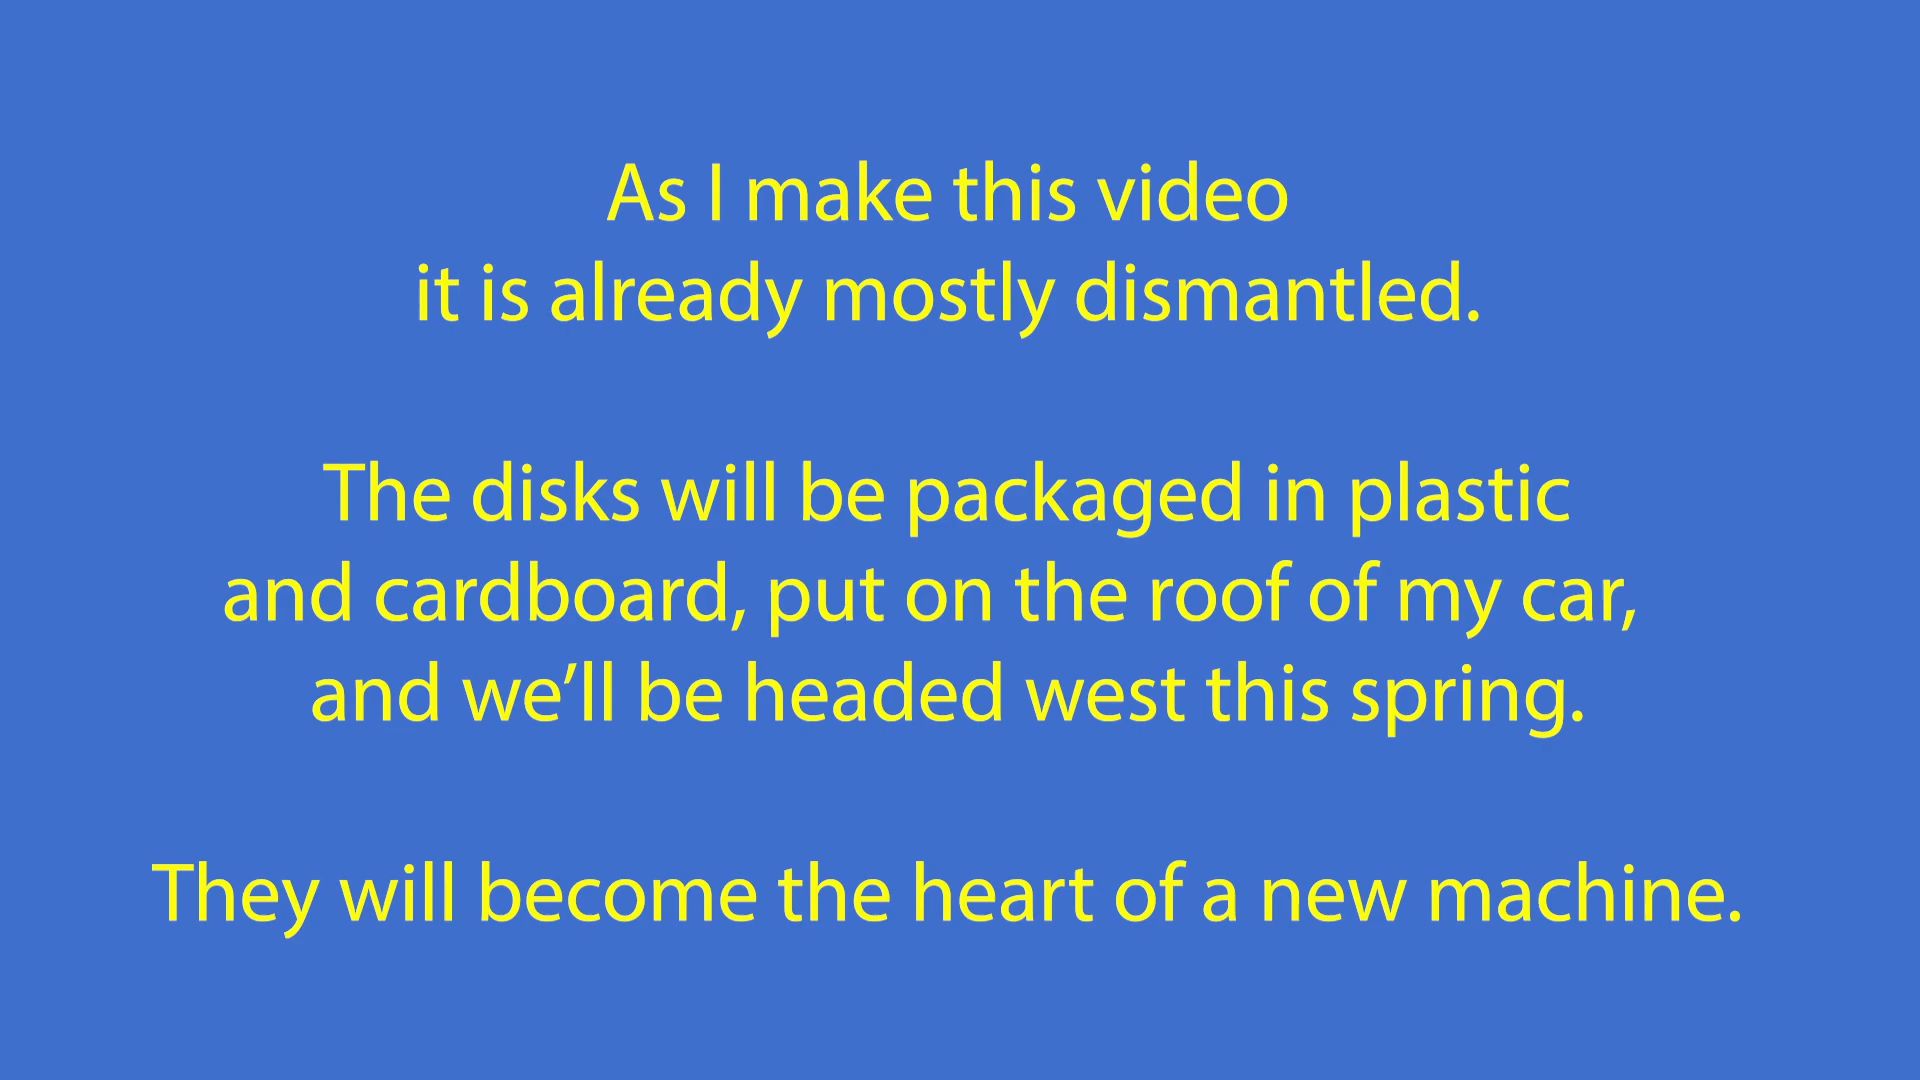 As I make this video
it is already mostly dismantled.
The disks will be packaged in plastic
and cardboard, put on the roof of my car,
and we’ll be headed west this spring.
They will become the heart of a new machine.